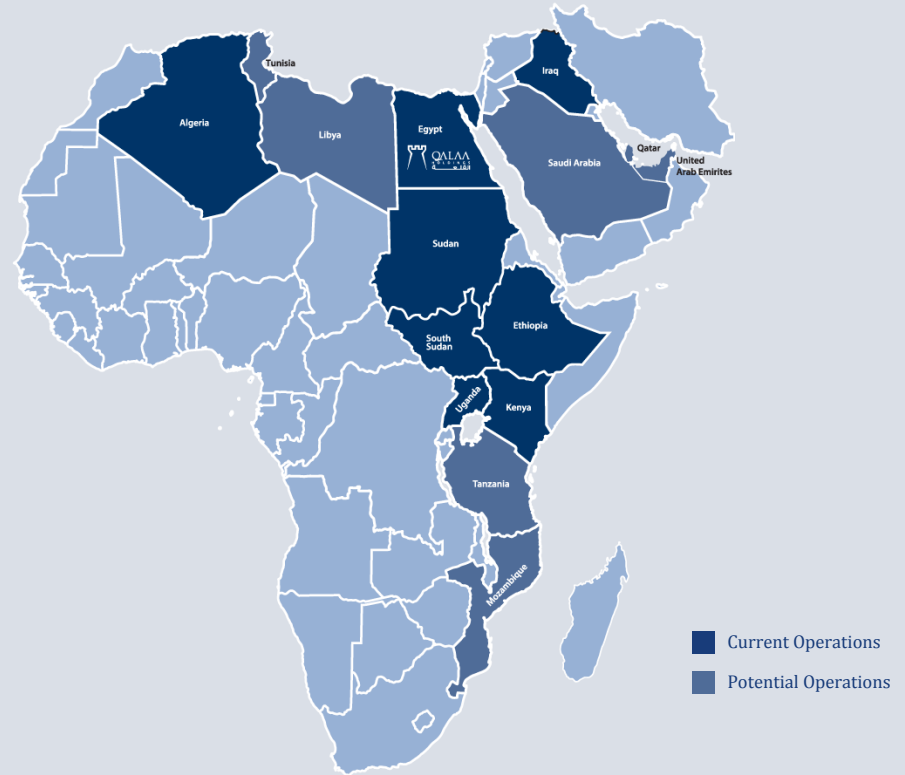 Tunisia
Iraq
Algeria
Libya
Egypt
QALAA
HOLDINGS
Saudi Arabia
Qatar
United
Arab Emirites
Sudan
Ethiopia
South
Sudan
Uganda
Kenya
Tanzania
Mozambique
Current Operations
Potential Operations